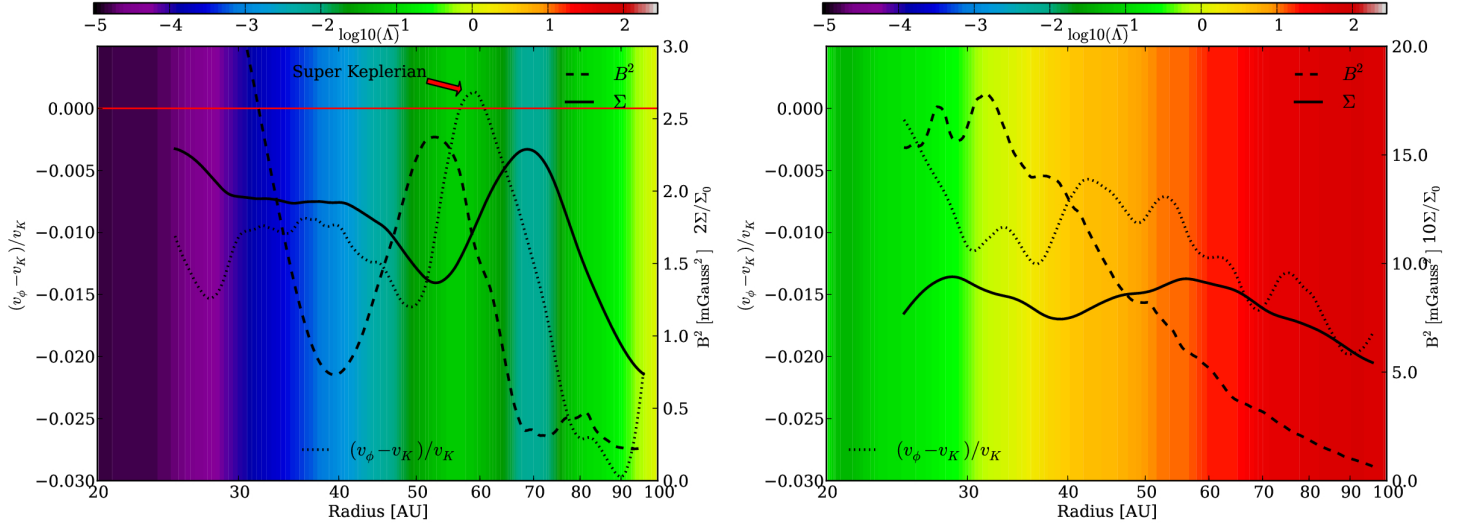 −5 −4 −3 −2 −1 0 1 2
log10(Λ)
Super Keplerian
B²
Σ
(v_ϕ−v_K)/v_K
0.000
−0.005
−0.010
−0.015
−0.020
−0.025
−0.030
(v_ϕ−v_K)/v_K
3.0
2.5
2.0
1.5
1.0
0.5
0.0
B² [mGauss²] 2Σ/Σ₀
20 30 40 50 60 70 80 90 100
Radius [AU]
−5 −4 −3 −2 −1 0 1 2
log10(Λ)
B²
Σ
(v_ϕ−v_K)/v_K
0.000
−0.005
−0.010
−0.015
−0.020
−0.025
−0.030
(v_ϕ−v_K)/v_K
20.0
15.0
10.0
5.0
0.0
B² [mGauss²] 10Σ/Σ₀
20 30 40 50 60 70 80 90 100
Radius [AU]